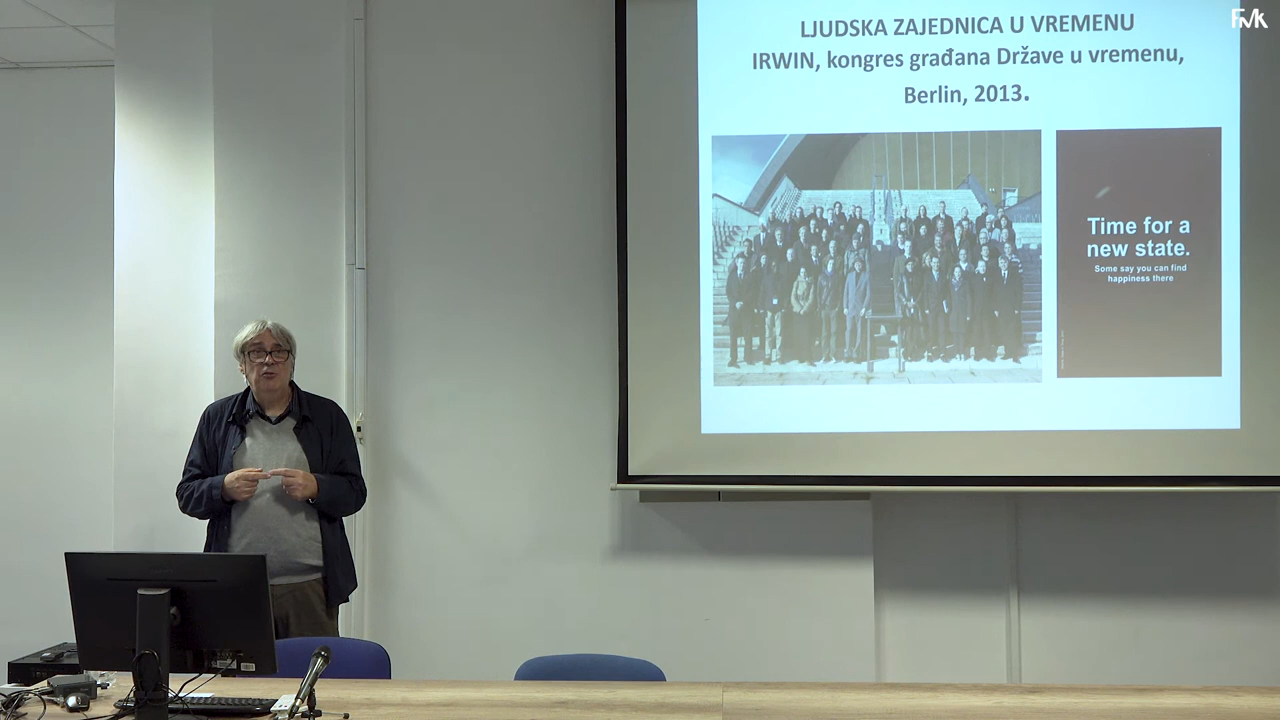 FMK
LJUDSKA ZAJEDNICA U VREMENU
IRWIN, kongres građana Države u vremenu,
Berlin, 2013.
Time for a
new state.
Some say you can find
happiness there